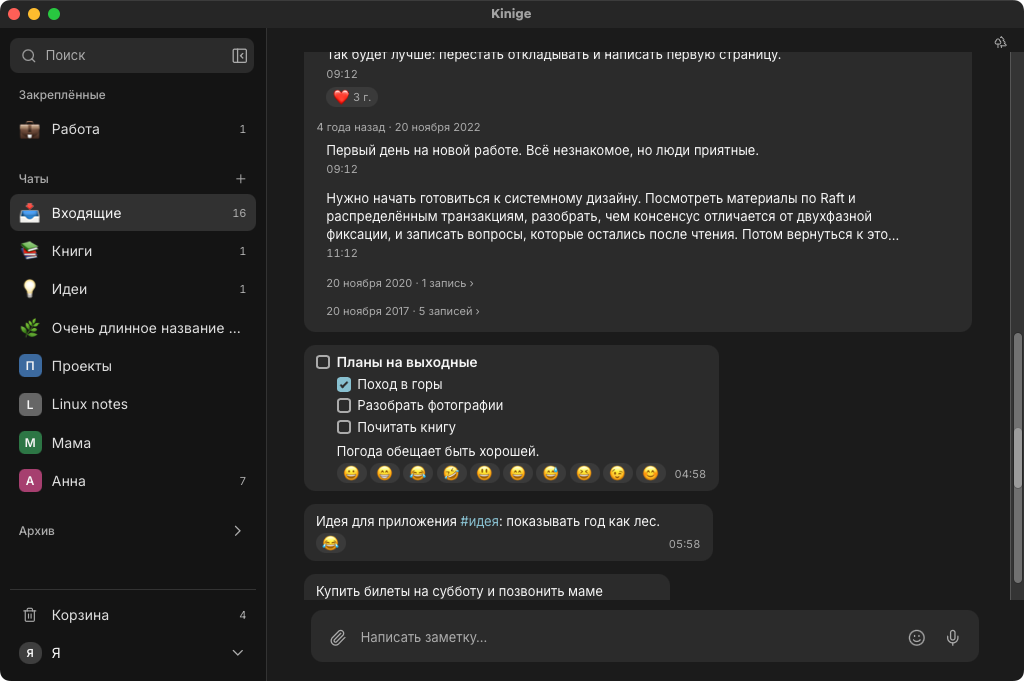 Kinige
Поиск
Закреплённые
Работа 1
Чаты
Входящие 16
Книги 1
Идеи 1
Очень длинное название ...
П Проекты
L Linux notes
М Мама
А Анна 7
Архив
Корзина 4
Я Я
Так будет лучше: перестать откладывать и написать первую страницу.
09:12
3 г.
4 года назад · 20 ноября 2022
Первый день на новой работе. Всё незнакомое, но люди приятные.
09:12
Нужно начать готовиться к системному дизайну. Посмотреть материалы по Raft и
распределённым транзакциям, разобрать, чем консенсус отличается от двухфазной
фиксации, и записать вопросы, которые остались после чтения. Потом вернуться к это...
11:12
20 ноября 2020 · 1 запись ›
20 ноября 2017 · 5 записей ›
Планы на выходные
Поход в горы
Разобрать фотографии
Почитать книгу
Погода обещает быть хорошей.
04:58
Идея для приложения #идея: показывать год как лес.
05:58
Купить билеты на субботу и позвонить маме
Написать заметку...